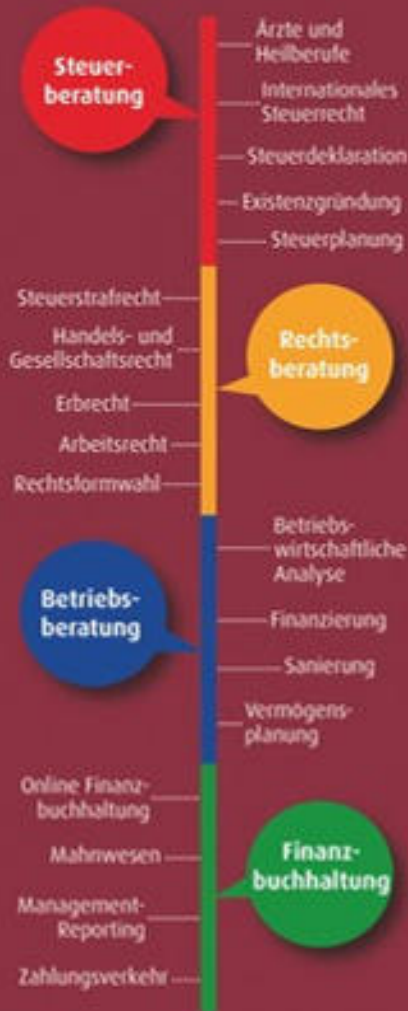 Steuer-
beratung
Ärzte und
Heilberufe
Internationales
Steuerrecht
Steuerdeklaration
Existenzgründung
Steuerplanung
Rechts-
beratung
Steuerstrafrecht
Handels- und
Gesellschaftsrecht
Erbrecht
Arbeitsrecht
Rechtsformwahl
Betriebs-
beratung
Betriebs-
wirtschaftliche
Analyse
Finanzierung
Sanierung
Vermögens-
planung
Finanz-
buchhaltung
Online Finanz-
buchhaltung
Mahnwesen
Management-
Reporting
Zahlungsverkehr